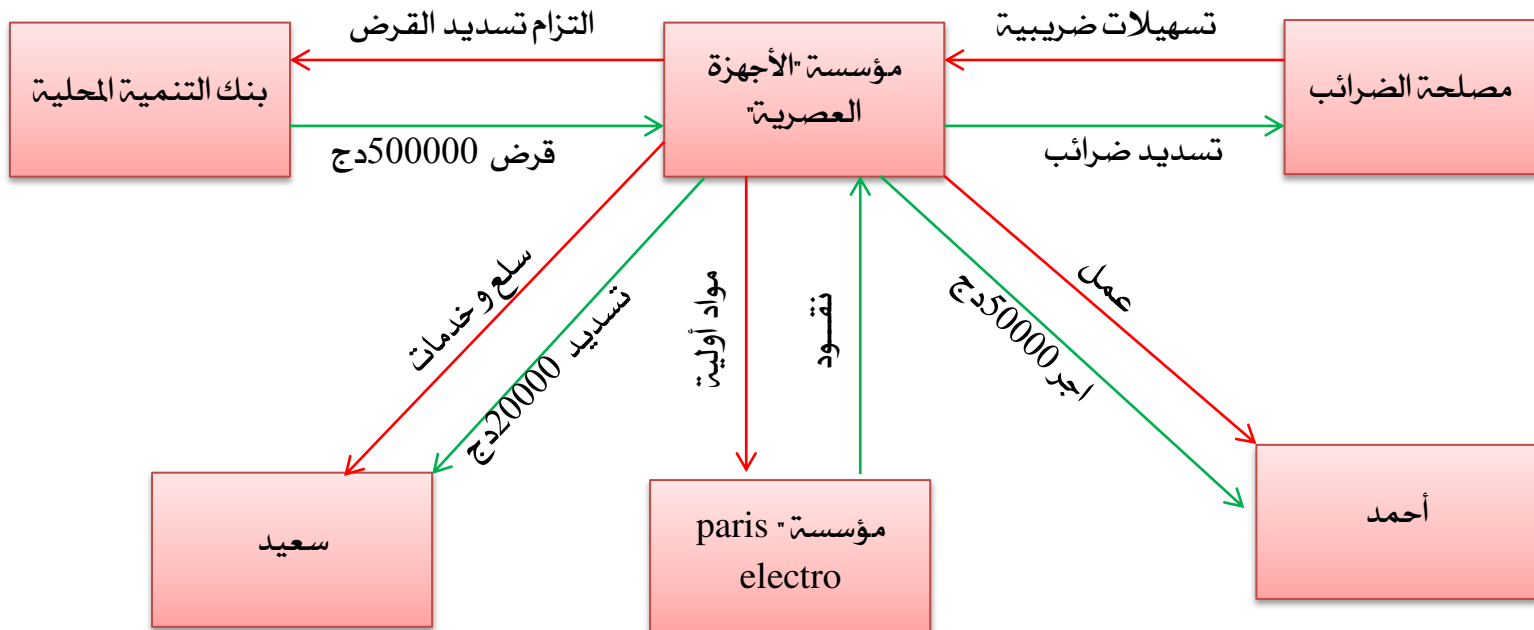 تسهيلات ضريبية
التزام تسديد القرض
مصلحة الضرائب
مؤسسة "الأجهزة
العصرية"
بنك التنمية المحلية
تسديد ضرائب
قرض 500000دج
عمل
اجر 50000دج
نقــود
مواد أولية
تسديد 20000دج
سلع و خدمات
أحمد
مؤسسة " paris
electro
سعيد